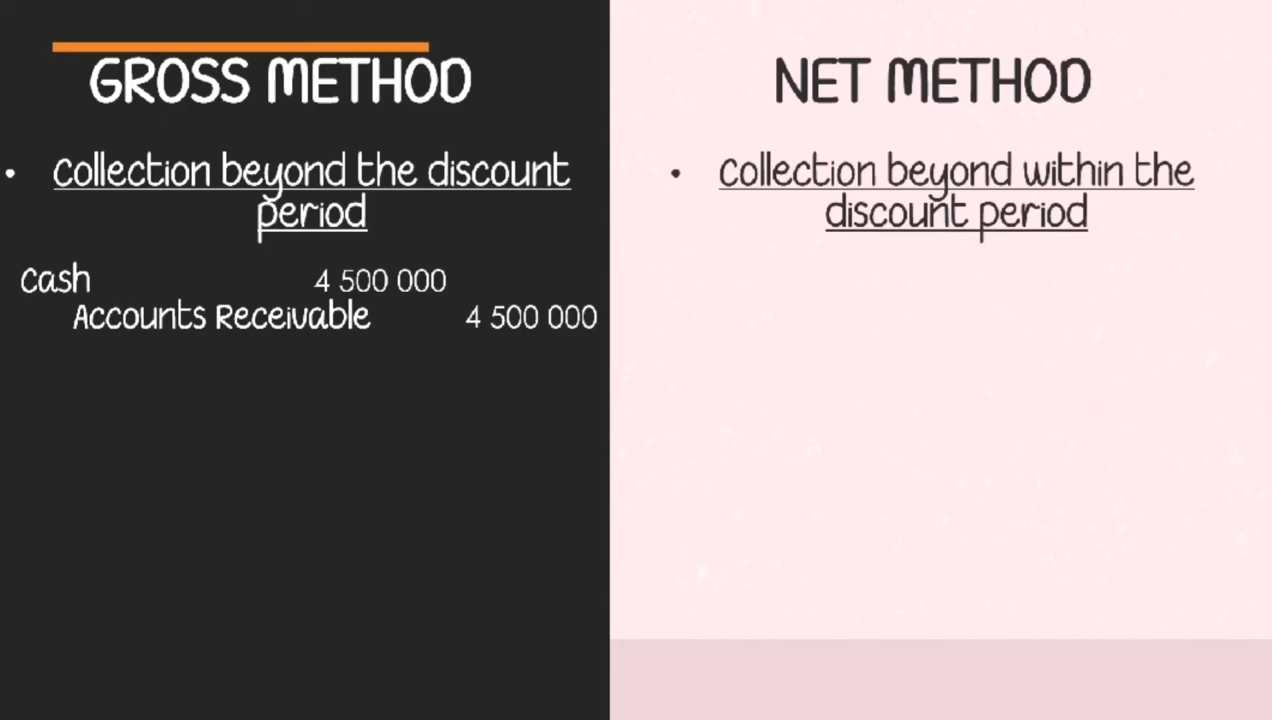 GROSS METHOD
• Collection beyond the discount
period
Cash 4 500 000
Accounts Receivable 4 500 000
NET METHOD
• Collection beyond within the
discount period